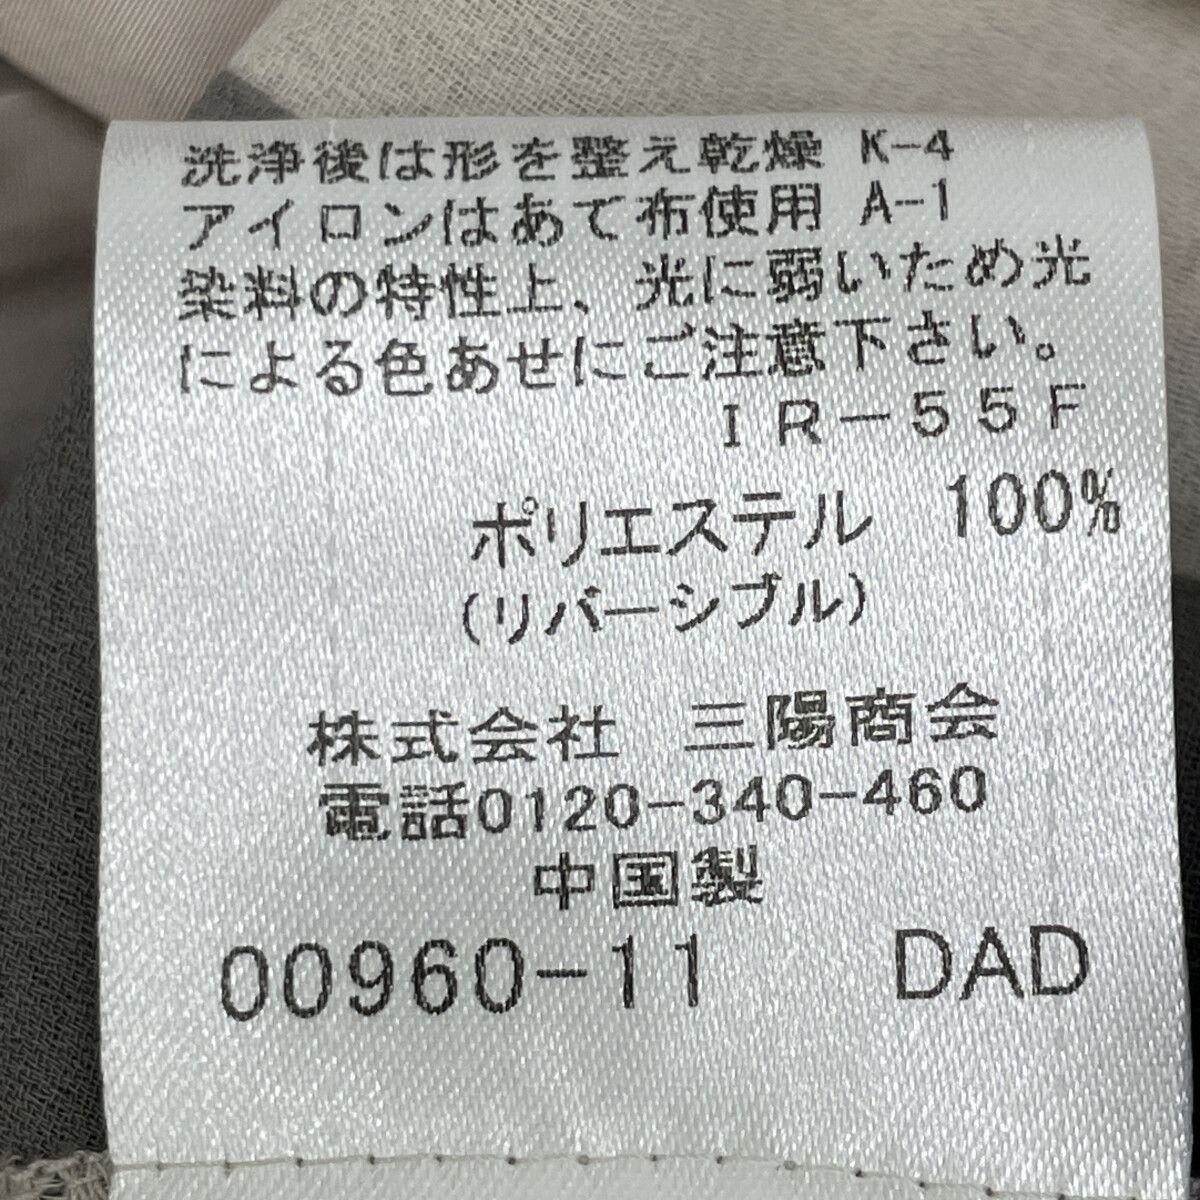 洗浄後は形を整え乾燥 K-4
アイロンはあて布使用 A-1
染料の特性上、光に弱いため光
による色あせにご注意下さい。
IR-55F
ポリエステル 100%
(リバーシブル)
株式会社 三陽商会
電話0120-340-460
中国製
00960-11 DAD